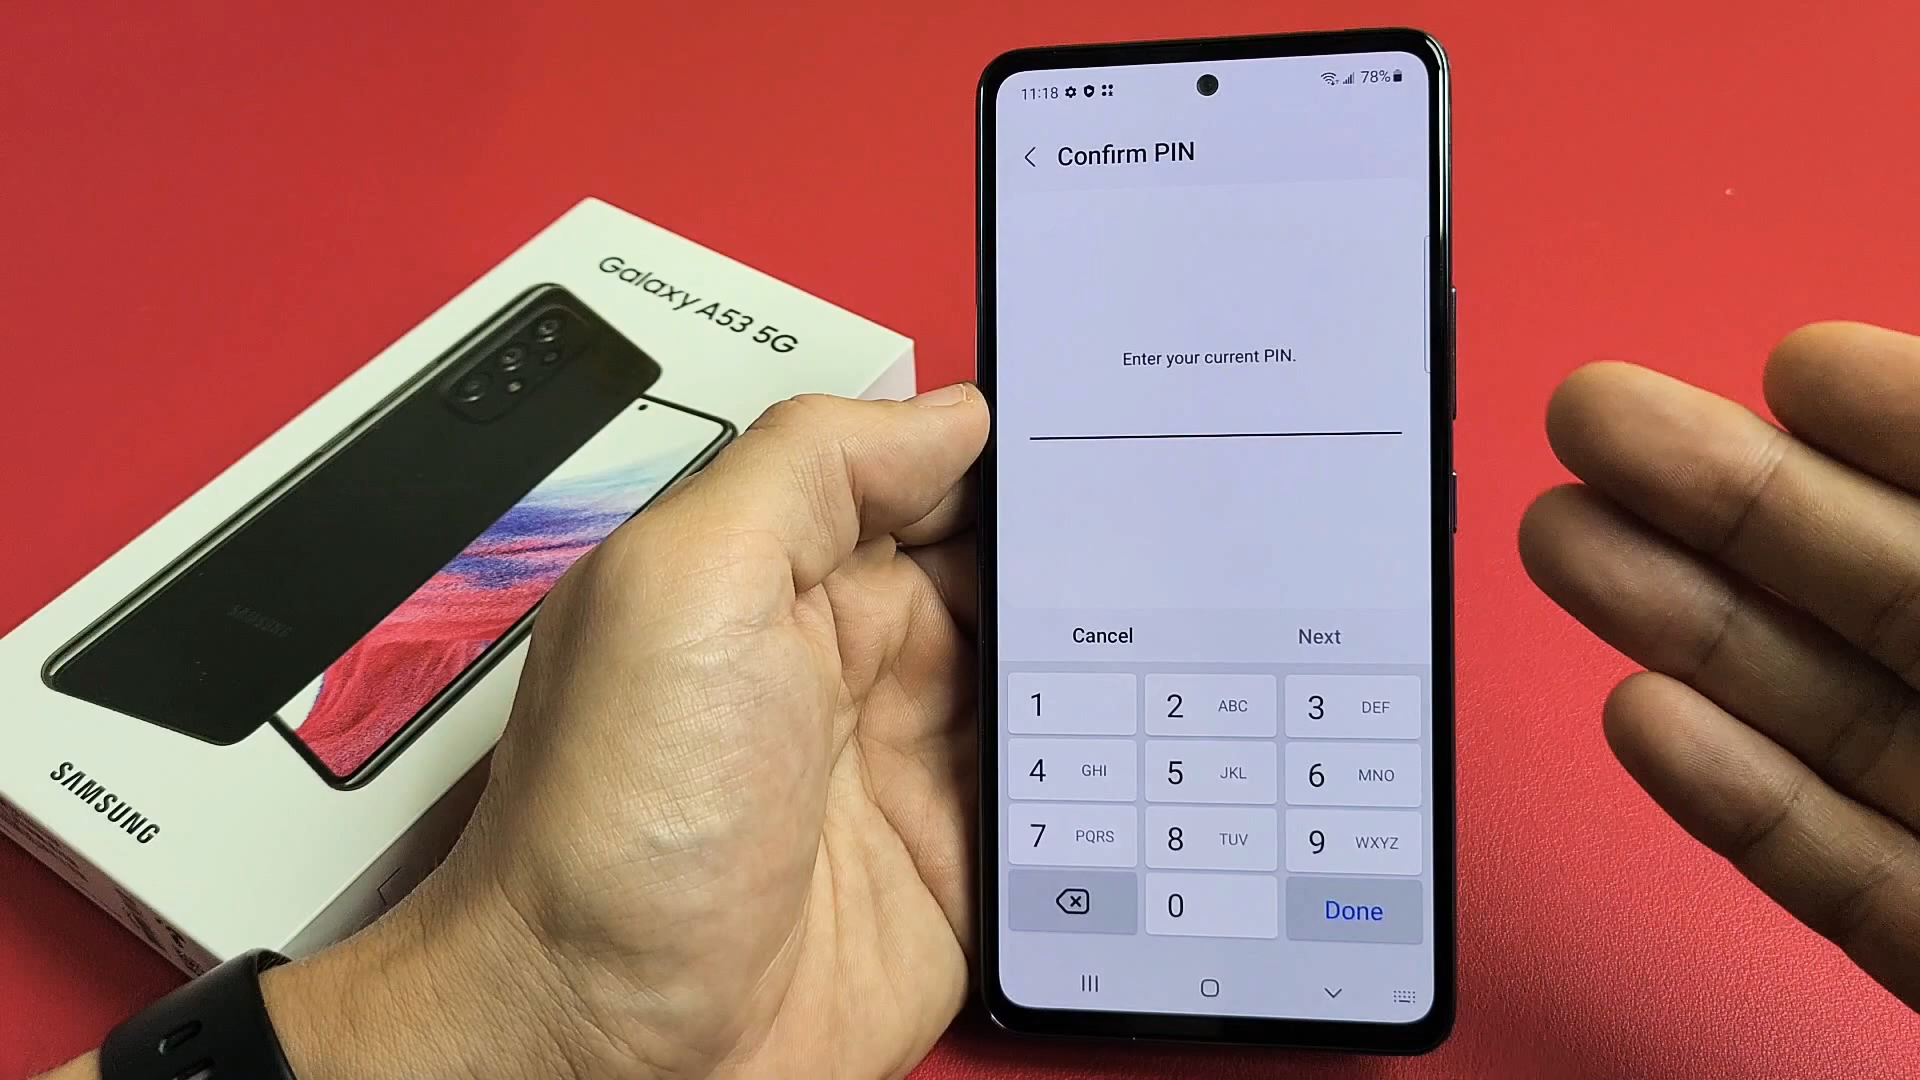 Galaxy A53 5G
SAMSUNG
SAMSUNG
11:18 78%
Confirm PIN
Enter your current PIN.
Cancel Next
1 2 ABC 3 DEF
4 GHI 5 JKL 6 MNO
7 PQRS 8 TUV 9 WXYZ
0 Done